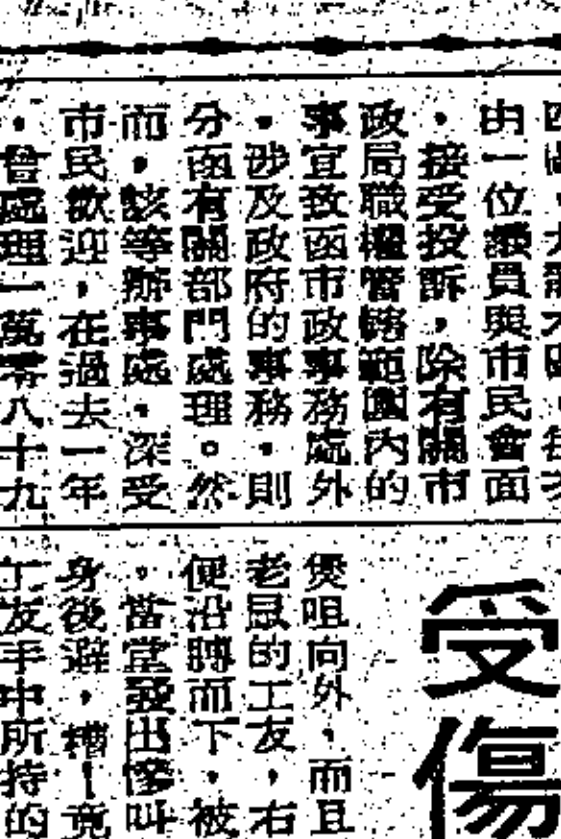 由一位議員與市民會面
，接受投訴，除有關市
政局職權管轄範圍內的
事宜致函市政事務處外
，涉及政府的事務，則
分函有關部門處理。然
而，該等辦事處，深受
市民歡迎，在過去一年
，曾處理一萬零八十九
受傷
煲咀向外，而且
老鼠的工友，右
便沿膊而下，被
，當堂發出慘叫
身後避，糟！竟
工友手中所持的